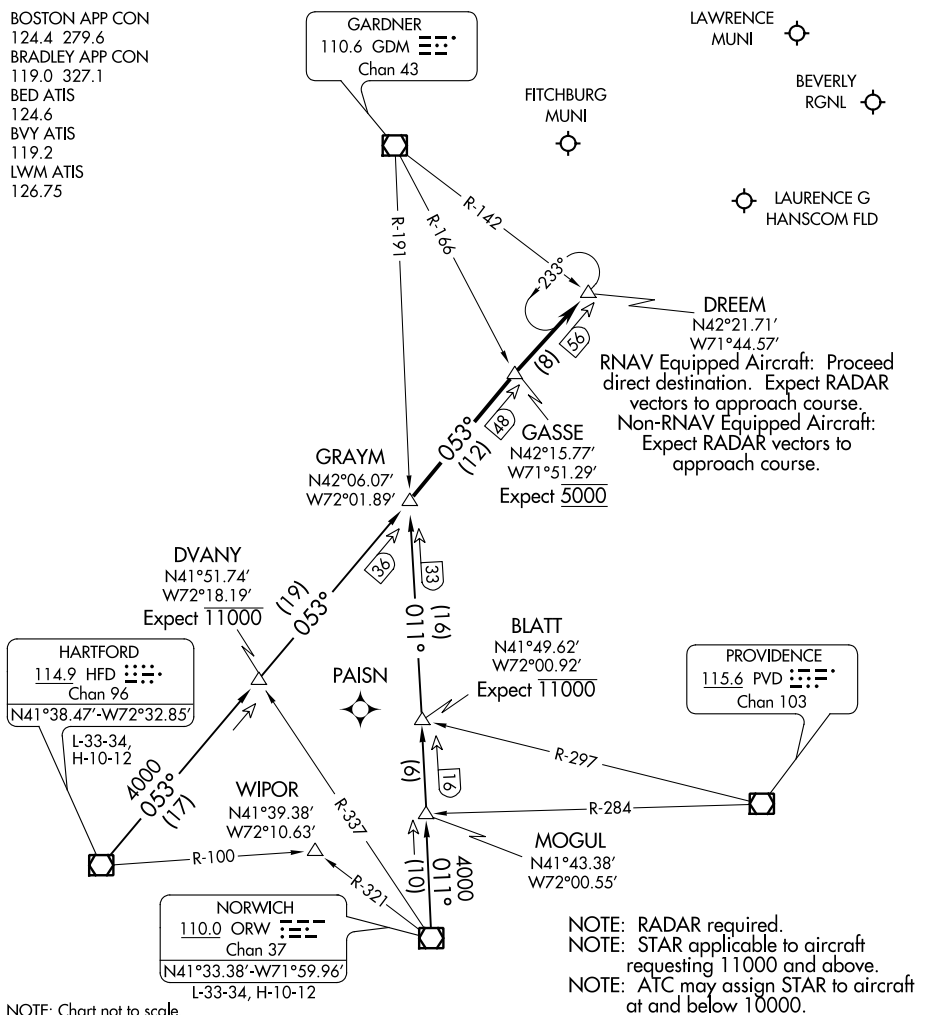 BOSTON APP CON
124.4 279.6
BRADLEY APP CON
119.0 327.1
BED ATIS
124.6
BVY ATIS
119.2
LWM ATIS
126.75
GARDNER
110.6 GDM
Chan 43
LAWRENCE
MUNI
BEVERLY
RGNL
FITCHBURG
MUNI
LAURENCE G
HANSCOM FLD
R-191
R-166
R-142
233°
DREEM
N42°21.71'
W71°44.57'
RNAV Equipped Aircraft: Proceed
direct destination. Expect RADAR
vectors to approach course.
Non-RNAV Equipped Aircraft:
Expect RADAR vectors to
approach course.
56
(8)
48
GASSE
N42°15.77'
W71°51.29'
Expect 5000
053°
(12)
GRAYM
N42°06.07'
W72°01.89'
36
33
DVANY
N41°51.74'
W72°18.19'
Expect 11000
(19)
053°
(16)
011°
BLATT
N41°49.62'
W72°00.92'
Expect 11000
HARTFORD
114.9 HFD
Chan 96
N41°38.47'-W72°32.85'
L-33-34,
H-10-12
PAISN
PROVIDENCE
115.6 PVD
Chan 103
R-297
R-284
4000
053°
(17)
WIPOR
N41°39.38'
W72°10.63'
R-337
(6)
16
MOGUL
N41°43.38'
W72°00.55'
R-100
R-321
(10)
4000
011°
NORWICH
110.0 ORW
Chan 37
N41°33.38'-W71°59.96'
L-33-34, H-10-12
NOTE: RADAR required.
NOTE: STAR applicable to aircraft
requesting 11000 and above.
NOTE: ATC may assign STAR to aircraft
at and below 10000.
NOTE: Chart not to scale